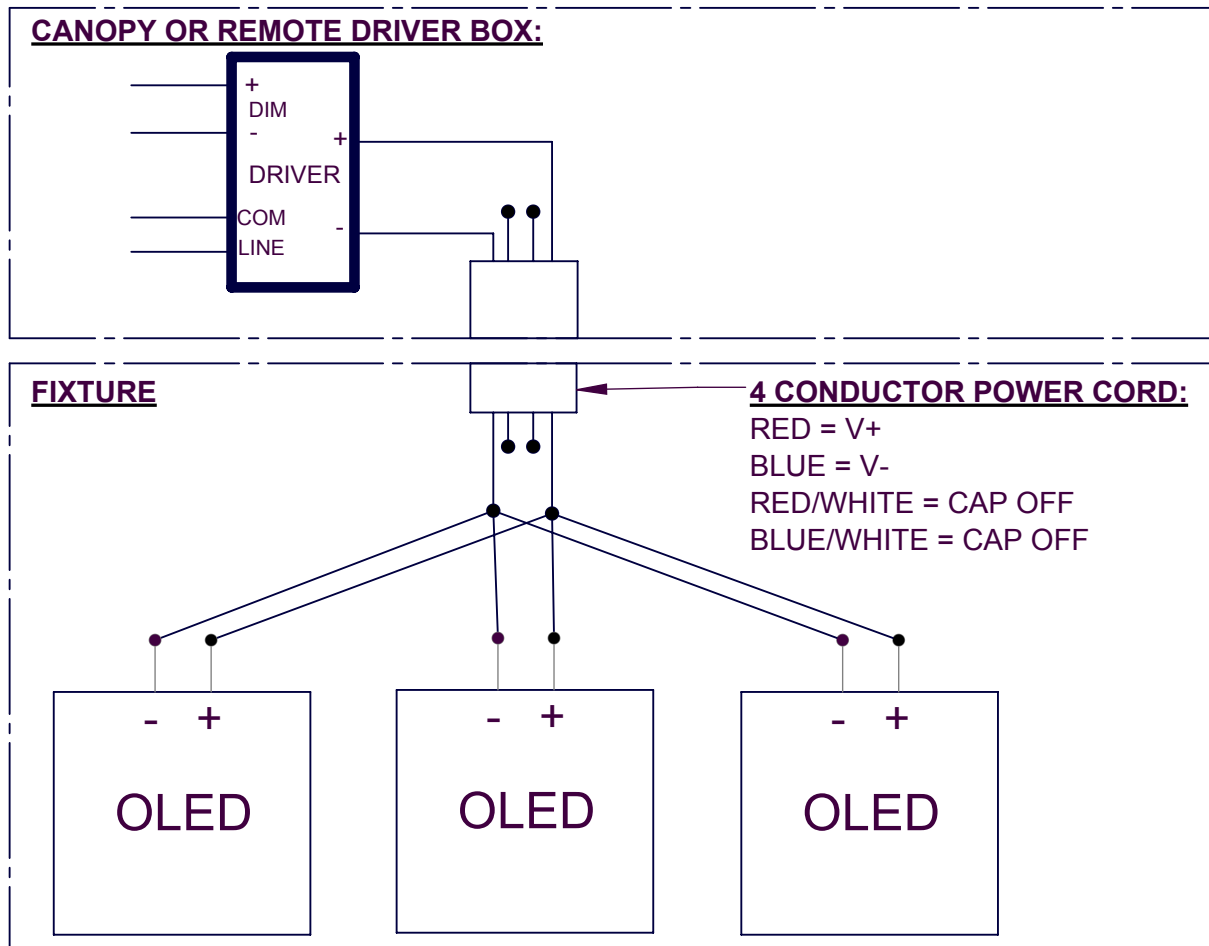 CANOPY OR REMOTE DRIVER BOX:
+
DIM
-
+
DRIVER
COM
-
LINE
FIXTURE
4 CONDUCTOR POWER CORD:
RED = V+
BLUE = V-
RED/WHITE = CAP OFF
BLUE/WHITE = CAP OFF
- +
- +
- +
OLED
OLED
OLED